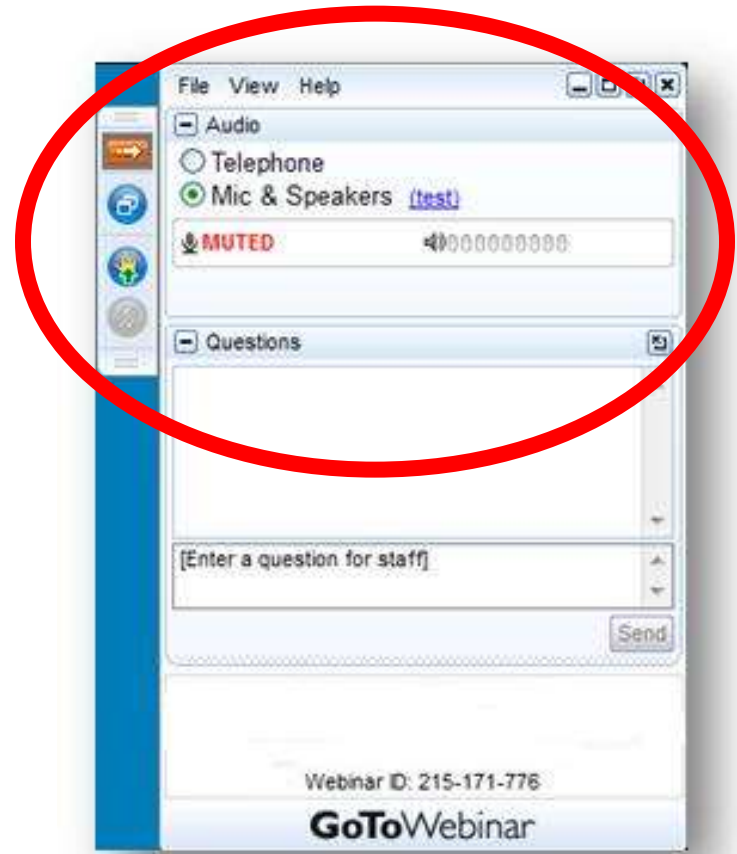 File View Help
Audio
Telephone
Mic & Speakers (test)
MUTED
Questions
[Enter a question for staff]
Send
Webinar ID: 215-171-776
GoToWebinar